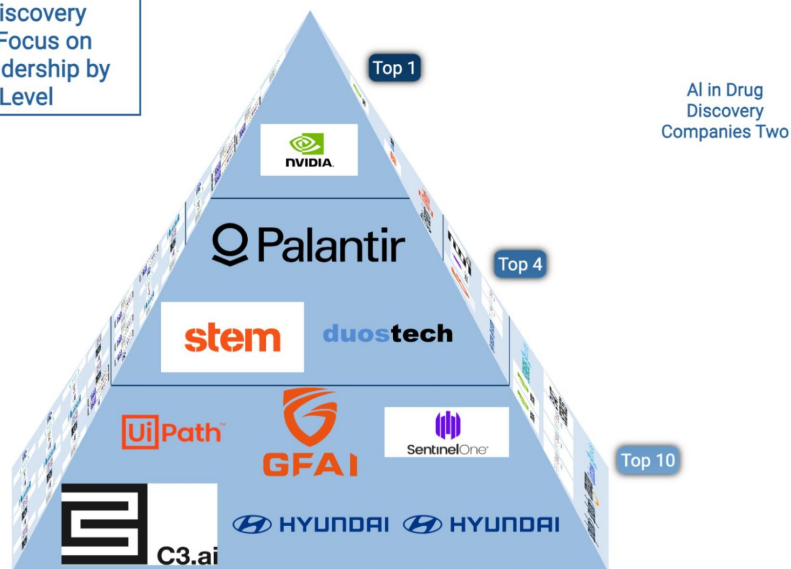 iscovery
Focus on
dership by
Level
Top 1
AI in Drug
Discovery
Companies Two
NVIDIA
Palantir
Top 4
stem
duostech
UiPath
GFAI
SentinelOne
Top 10
C3.ai
HYUNDAI HYUNDAI